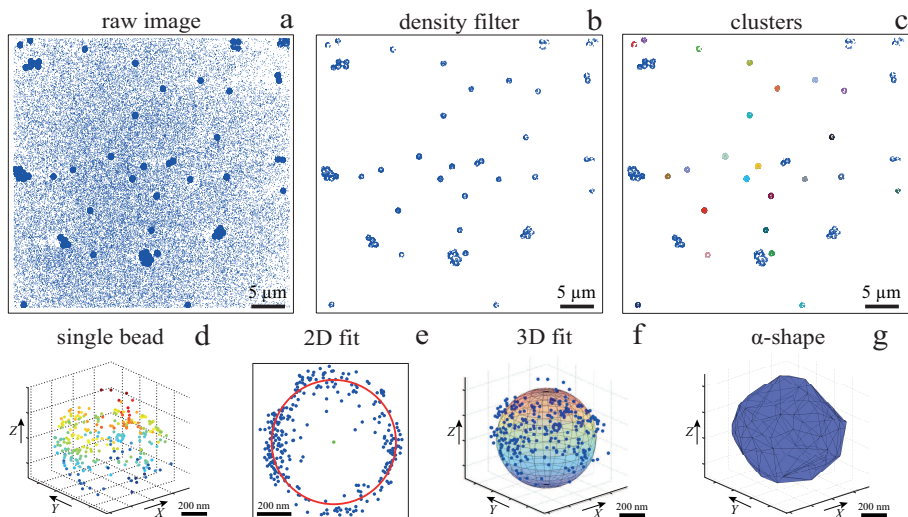 raw image
a
density filter
b
clusters
c
5 µm
5 µm
5 µm
single bead
d
2D fit
e
3D fit
f
α-shape
g
Z
Y
X
200 nm
200 nm
Z
Y
X
200 nm
Z
Y
X
200 nm